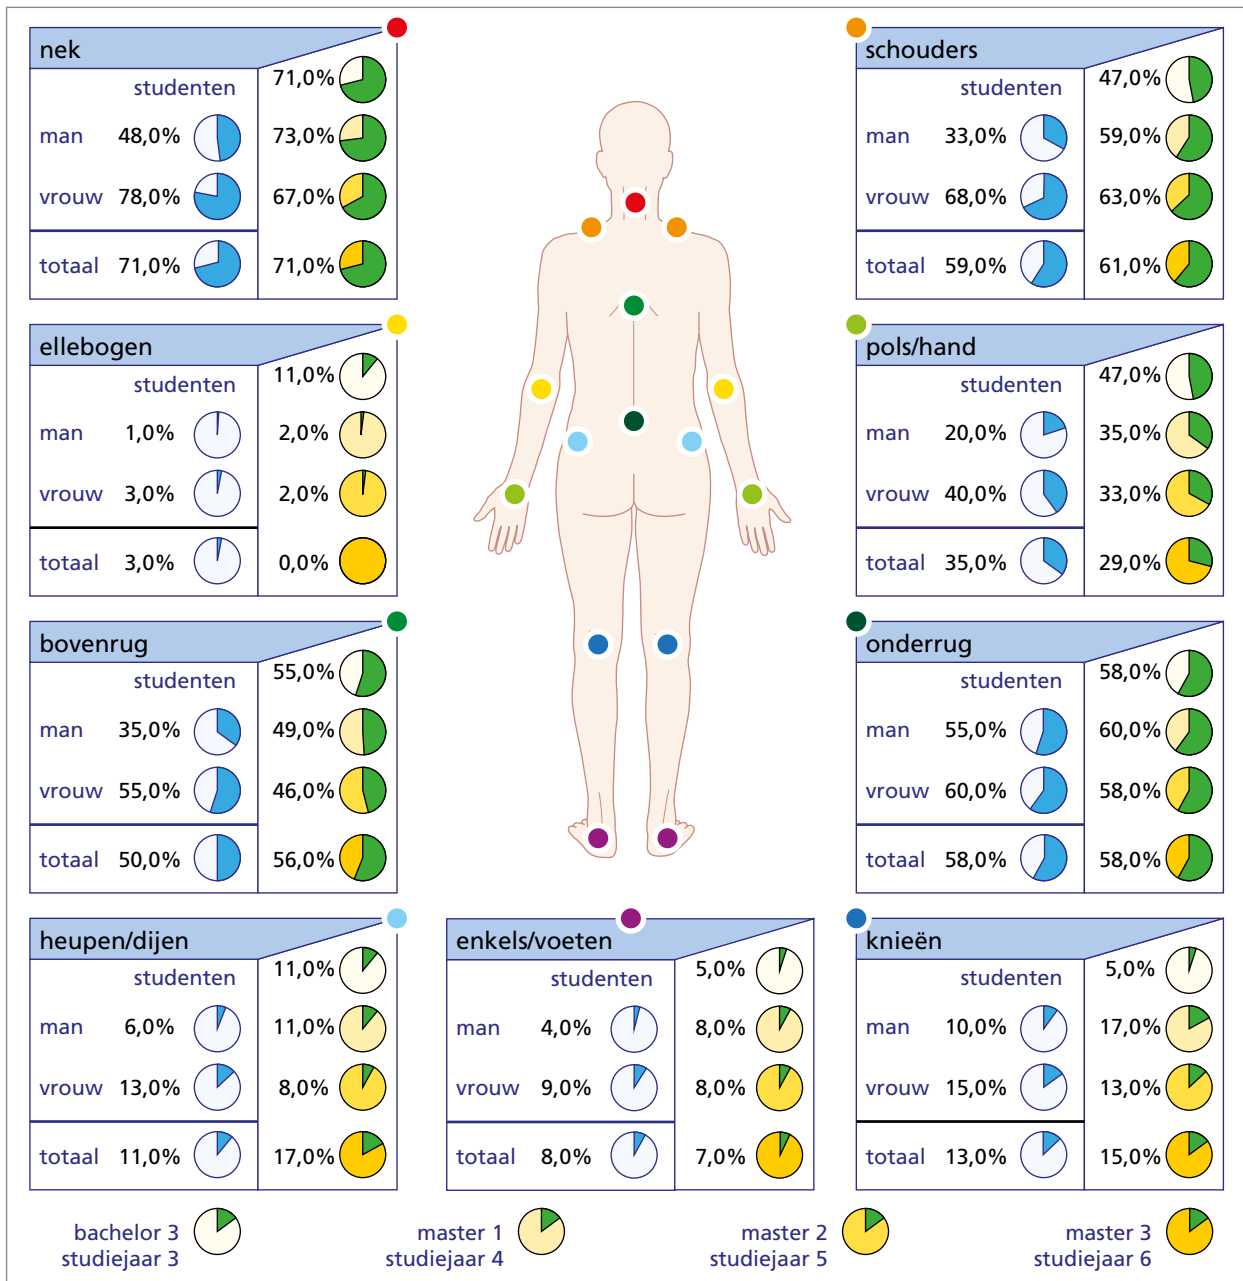 nek
studenten
71,0%
man 48,0% 73,0%
vrouw 78,0% 67,0%
totaal 71,0% 71,0%
schouders
studenten
47,0%
man 33,0% 59,0%
vrouw 68,0% 63,0%
totaal 59,0% 61,0%
ellebogen
studenten
11,0%
man 1,0% 2,0%
vrouw 3,0% 2,0%
totaal 3,0% 0,0%
pols/hand
studenten
47,0%
man 20,0% 35,0%
vrouw 40,0% 33,0%
totaal 35,0% 29,0%
bovenrug
studenten
55,0%
man 35,0% 49,0%
vrouw 55,0% 46,0%
totaal 50,0% 56,0%
onderrug
studenten
58,0%
man 55,0% 60,0%
vrouw 60,0% 58,0%
totaal 58,0% 58,0%
heupen/dijen
studenten
11,0%
man 6,0% 11,0%
vrouw 13,0% 8,0%
totaal 11,0% 17,0%
enkels/voeten
studenten
5,0%
man 4,0% 8,0%
vrouw 9,0% 8,0%
totaal 8,0% 7,0%
knieën
studenten
5,0%
man 10,0% 17,0%
vrouw 15,0% 13,0%
totaal 13,0% 15,0%
bachelor 3
studiejaar 3
master 1
studiejaar 4
master 2
studiejaar 5
master 3
studiejaar 6